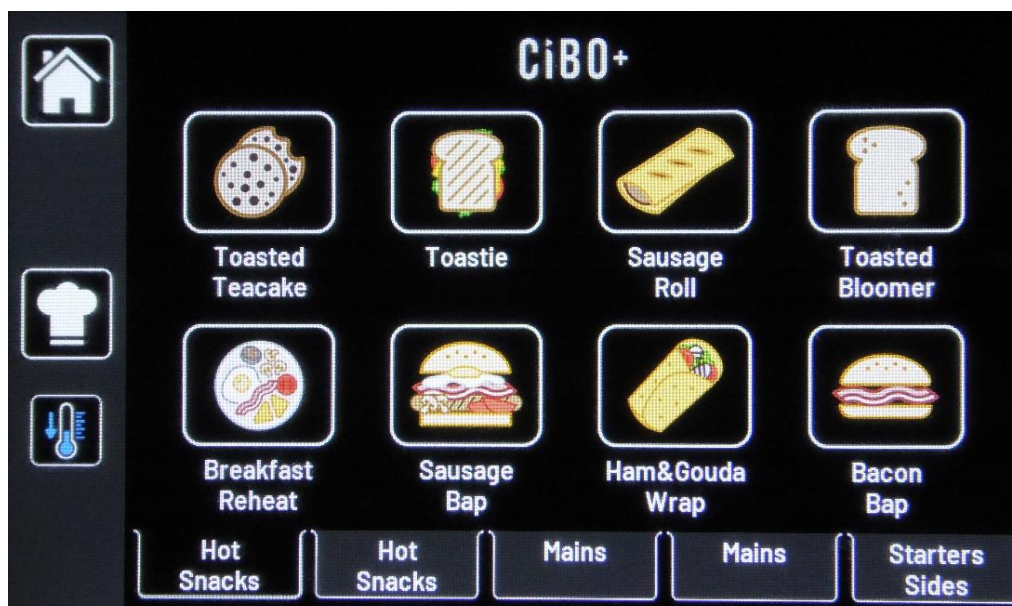 CiBO+
Toasted
Teacake
Toastie
Sausage
Roll
Toasted
Bloomer
Breakfast
Reheat
Sausage
Bap
Ham&Gouda
Wrap
Bacon
Bap
Hot
Snacks
Hot
Snacks
Mains
Mains
Starters
Sides